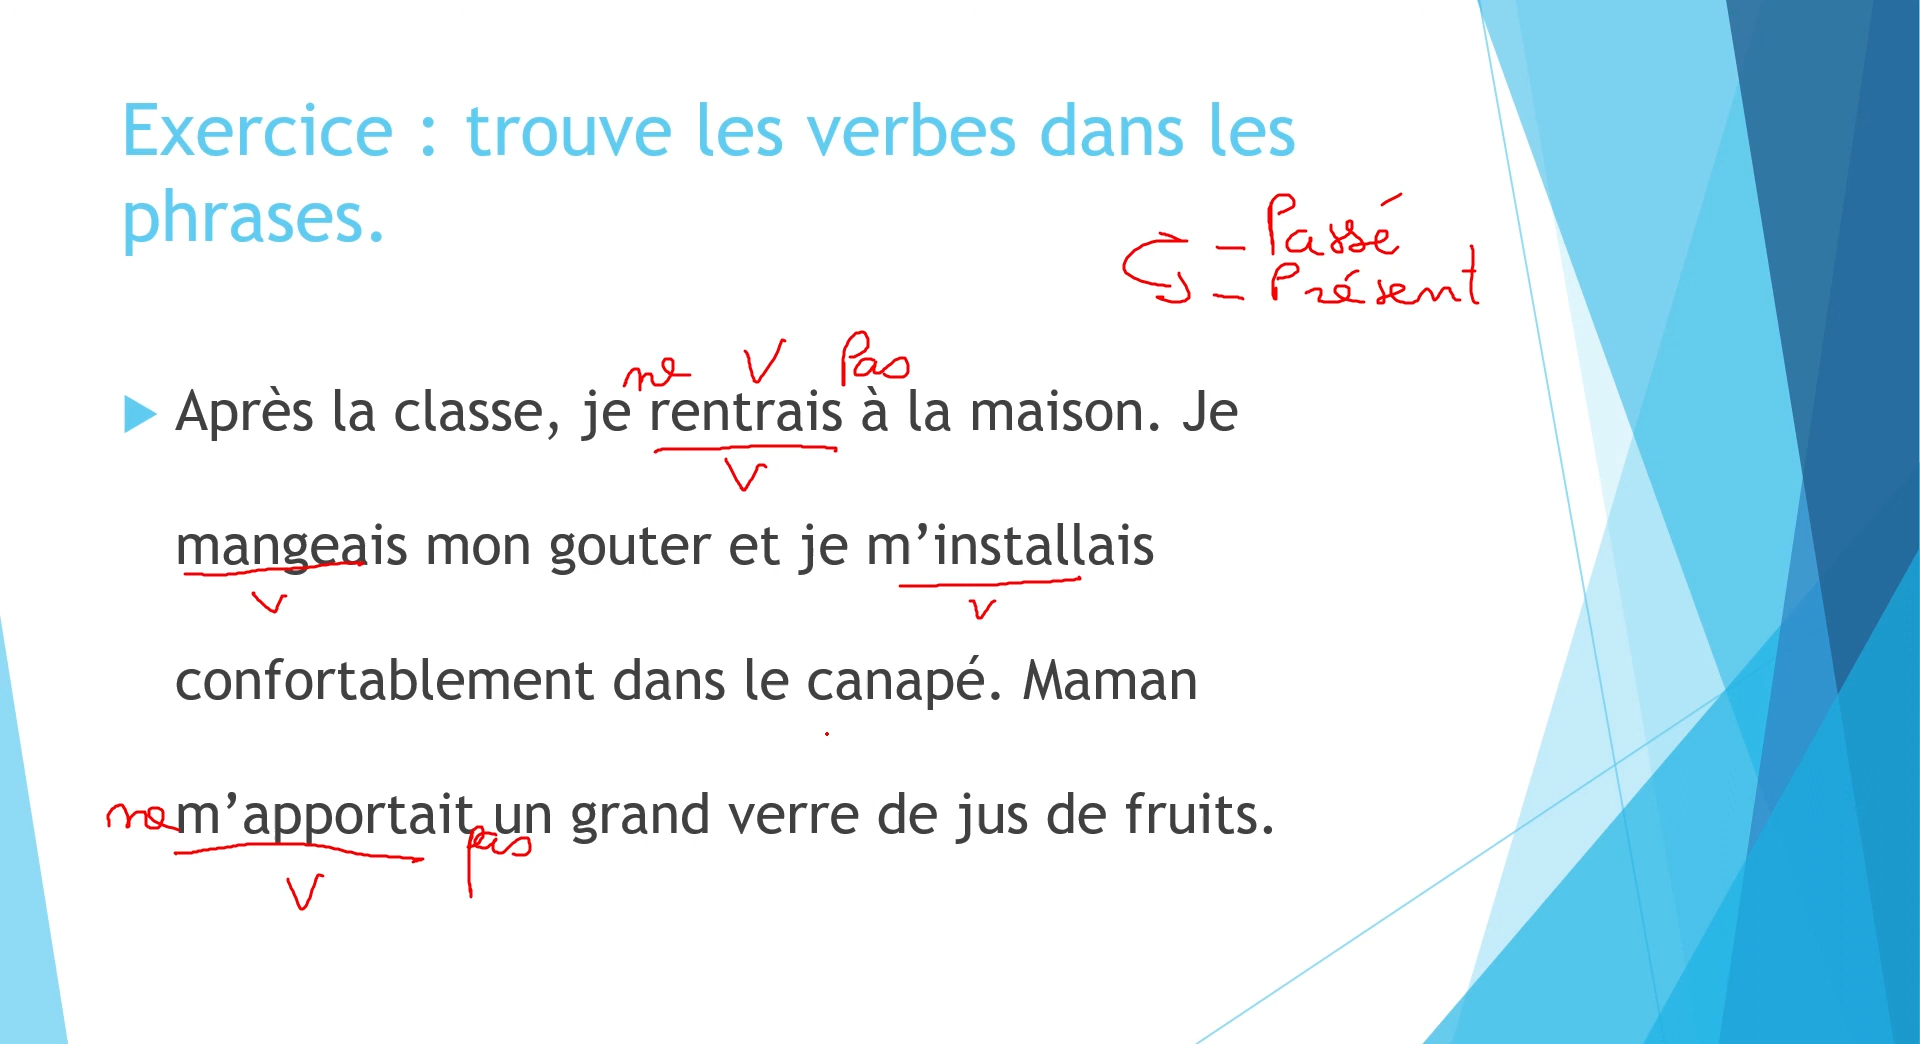 Exercice : trouve les verbes dans les
phrases.
- Passé
- Présent
ne V Pas
Après la classe, je rentrais à la maison. Je
V
mangeais mon gouter et je m’installais
V V
confortablement dans le canapé. Maman
ne m’apportait un grand verre de jus de fruits.
pas
V